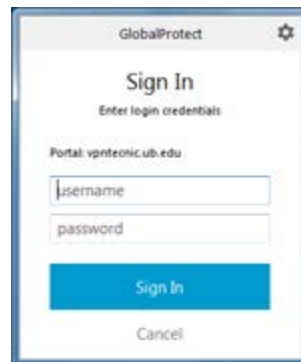 GlobalProtect
Sign In
Enter login credentials
Portal: vpntecnic.ub.edu
username
password
Sign In
Cancel